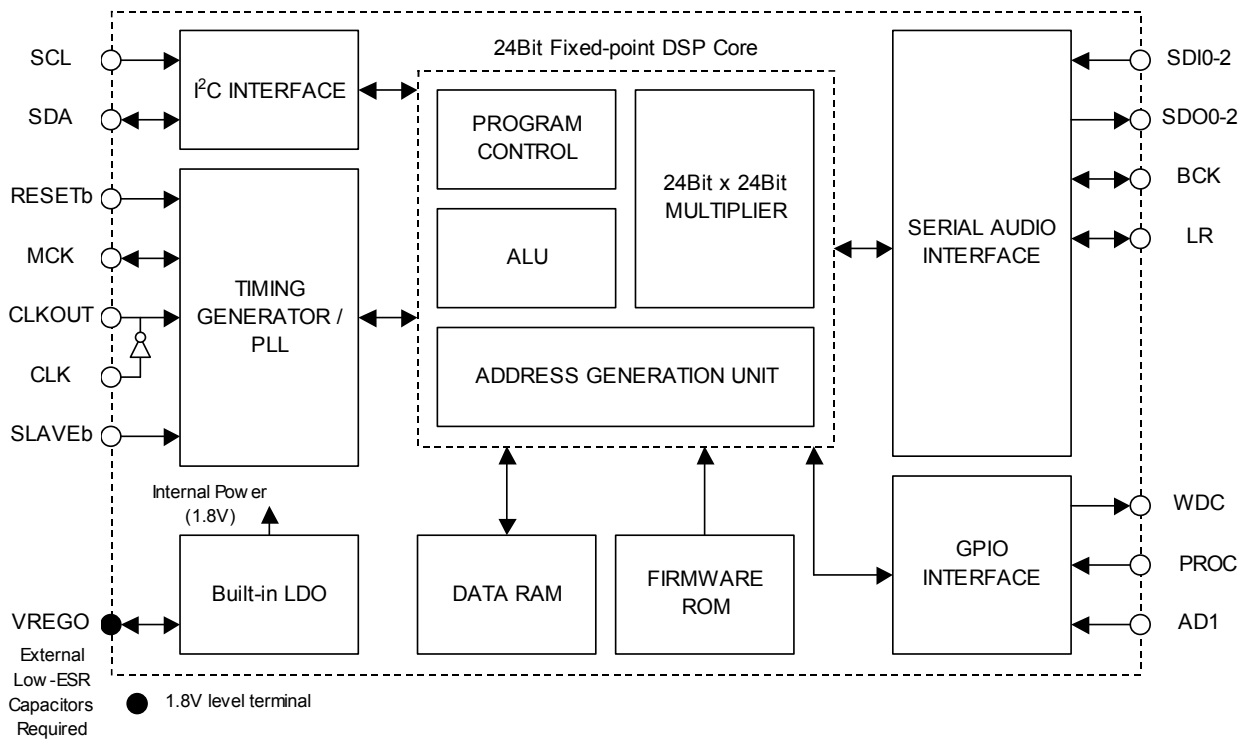 SCL
SDA
RESETb
MCK
CLKOUT
CLK
SLAVEb
VREGO
External
Low-ESR
Capacitors
Required
I²C INTERFACE
TIMING
GENERATOR /
PLL
Internal Power
(1.8V)
Built-in LDO
1.8V level terminal
24Bit Fixed-point DSP Core
PROGRAM
CONTROL
ALU
24Bit x 24Bit
MULTIPLIER
ADDRESS GENERATION UNIT
DATA RAM
FIRMWARE
ROM
SERIAL AUDIO
INTERFACE
GPIO
INTERFACE
SDI0-2
SDO0-2
BCK
LR
WDC
PROC
AD1